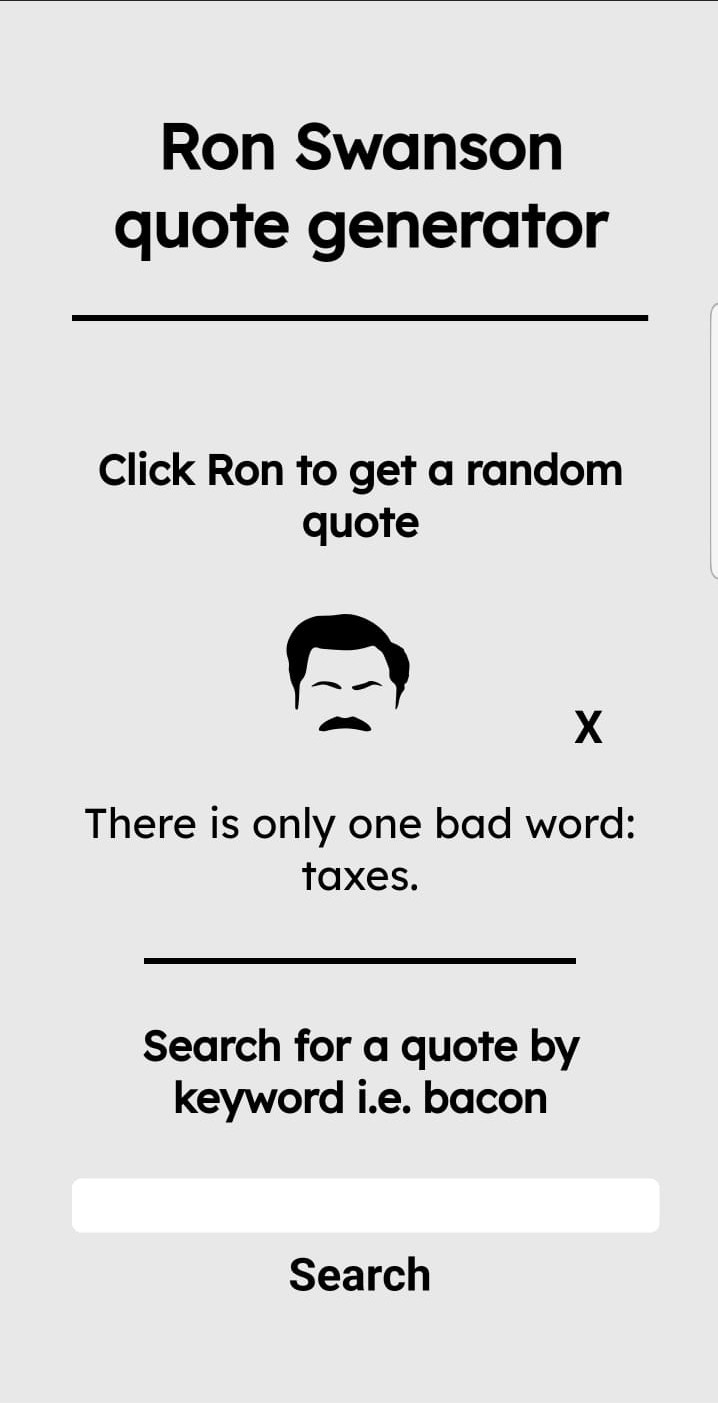 Ron Swanson
quote generator
Click Ron to get a random
quote
X
There is only one bad word:
taxes.
Search for a quote by
keyword i.e. bacon
Search